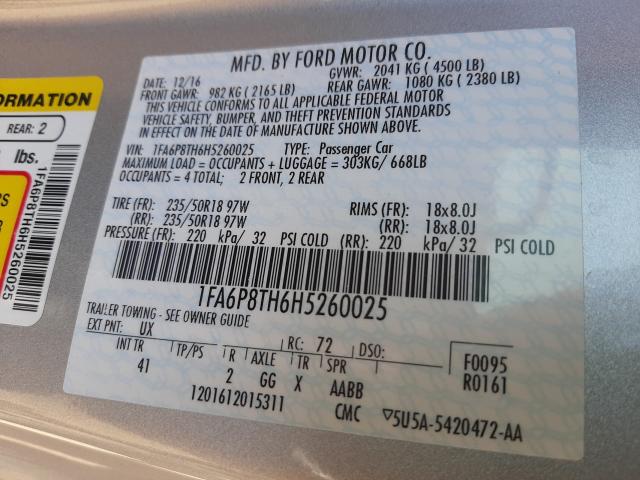 MFD. BY FORD MOTOR CO.
DATE: 12/16 GVWR: 2041 KG ( 4500 LB)
FRONT GAWR: 982 KG ( 2165 LB) REAR GAWR: 1080 KG ( 2380 LB)
THIS VEHICLE CONFORMS TO ALL APPLICABLE FEDERAL MOTOR
VEHICLE SAFETY, BUMPER, AND THEFT PREVENTION STANDARDS
IN EFFECT ON THE DATE OF MANUFACTURE SHOWN ABOVE.
VIN: 1FA6P8TH6H5260025 TYPE: Passenger Car
MAXIMUM LOAD = OCCUPANTS + LUGGAGE = 303KG/ 668LB
OCCUPANTS = 4 TOTAL: 2 FRONT, 2 REAR
TIRE (FR): 235/50R18 97W RIMS (FR): 18x8.0J
(RR): 235/50R18 97W (RR): 18x8.0J
PRESSURE (FR): 220 kPa/ 32 PSI COLD (RR): 220 kPa/ 32 PSI COLD
1FA6P8TH6H5260025
TRAILER TOWING - SEE OWNER GUIDE
EXT PNT: UX RC: 72 DSO: F0095
INT TR TP/PS R AXLE TR SPR R0161
41 2 GG X AABB
1201612015311 CMC ▽5U5A-5420472-AA
ORMATION
REAR: 2
lbs.
1FA6P8TH6H5260025